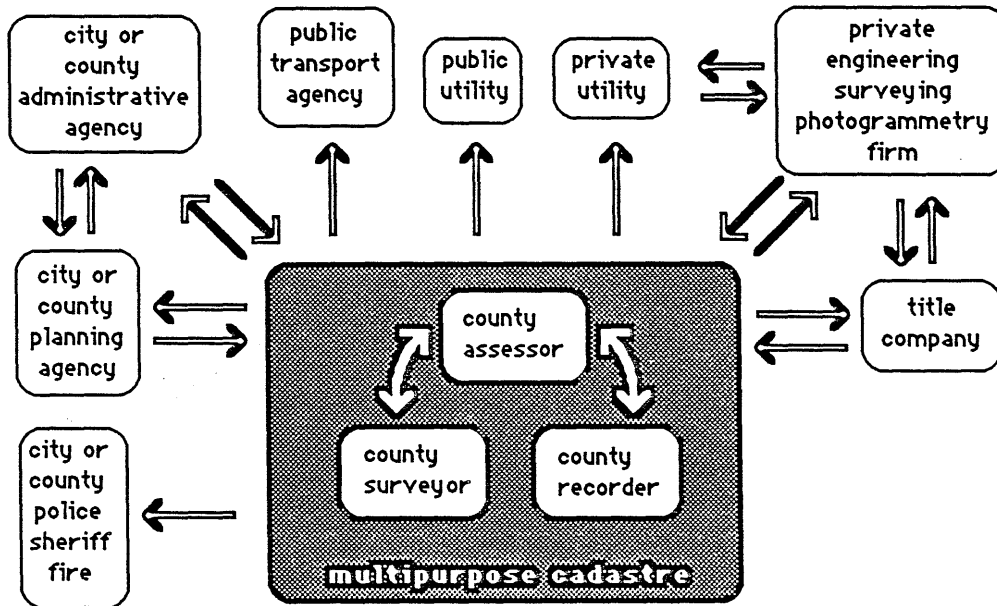 city or
county
administrative
agency
public
transport
agency
public
utility
private
utility
private
engineering
surveying
photogrammetry
firm
city or
county
planning
agency
county
assessor
title
company
city or
county
police
sheriff
fire
county
surveyor
county
recorder
multipurpose cadastre